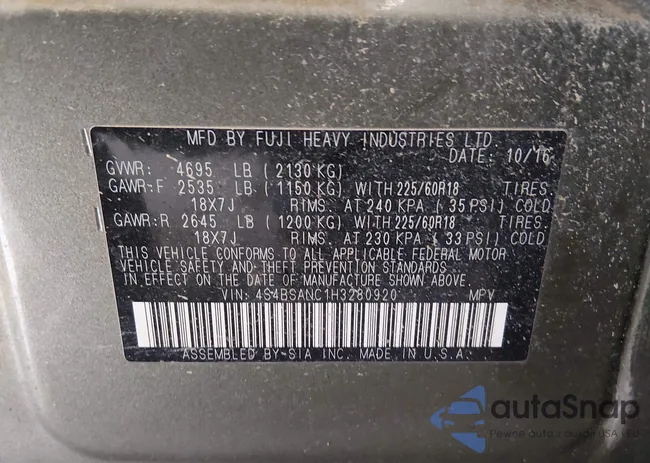 MFD BY FUJI HEAVY INDUSTRIES LTD.
DATE: 10/16
GVWR: 4695 LB (2130 KG)
GAWR:F 2535 LB (1150 KG) WITH 225/60R18 TIRES.
18X7J RIMS. AT 240 KPA (35 PSI) COLD
GAWR:R 2645 LB (1200 KG) WITH 225/60R18 TIRES.
18X7J RIMS. AT 230 KPA (33 PSI) COLD
THIS VEHICLE CONFORMS TO ALL APPLICABLE FEDERAL MOTOR
VEHICLE SAFETY AND THEFT PREVENTION STANDARDS
IN EFFECT ON THE DATE OF MANUFACTURE SHOWN ABOVE.
VIN: 4S4BSANC1H3280920 MPV
ASSEMBLED BY SIA INC. MADE IN U.S.A.
autoSnap
Pewne auto z USA